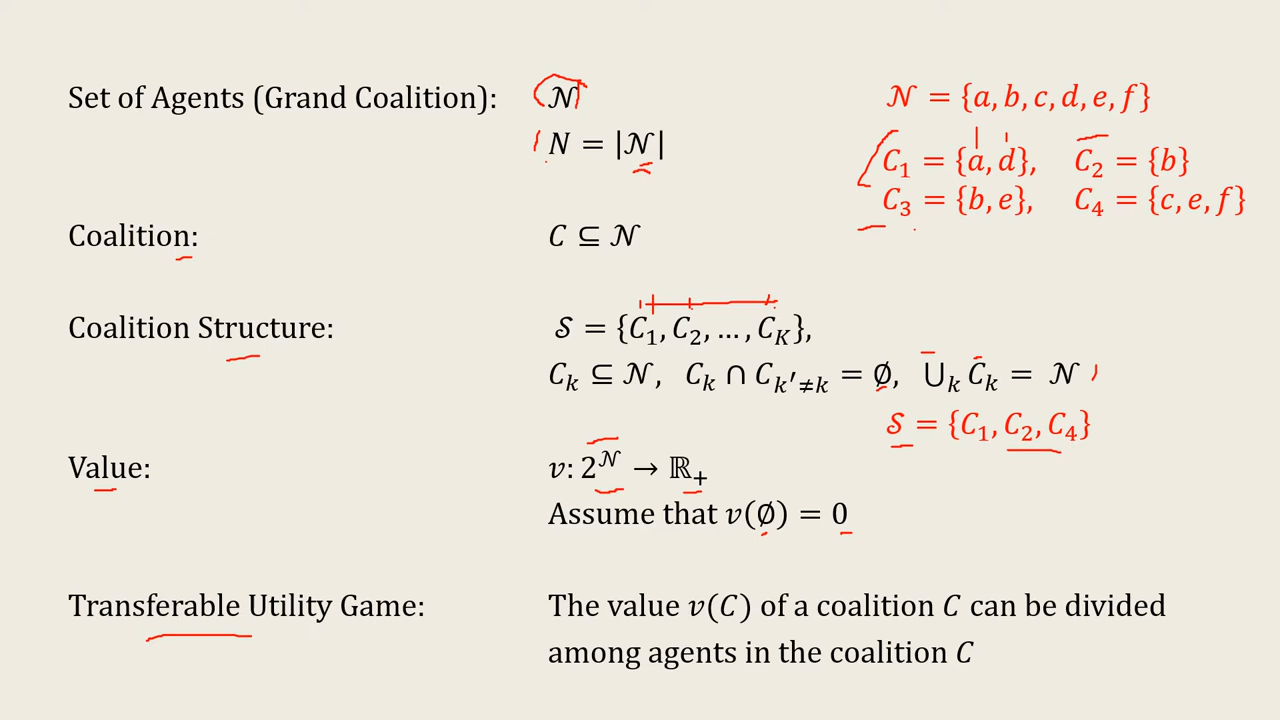 Set of Agents (Grand Coalition): 𝒩 𝒩 = {a, b, c, d, e, f}
N = |𝒩| C₁ = {a, d}, C₂ = {b}
C₃ = {b, e}, C₄ = {c, e, f}
Coalition: C ⊆ 𝒩
Coalition Structure: 𝒮 = {C₁, C₂, …, C_K},
C_k ⊆ 𝒩, C_k ∩ C_{k′≠k} = ∅, ⋃_k C_k = 𝒩
𝒮 = {C₁, C₂, C₄}
Value: v: 2^𝒩 → ℝ₊
Assume that v(∅) = 0
Transferable Utility Game: The value v(C) of a coalition C can be divided
among agents in the coalition C